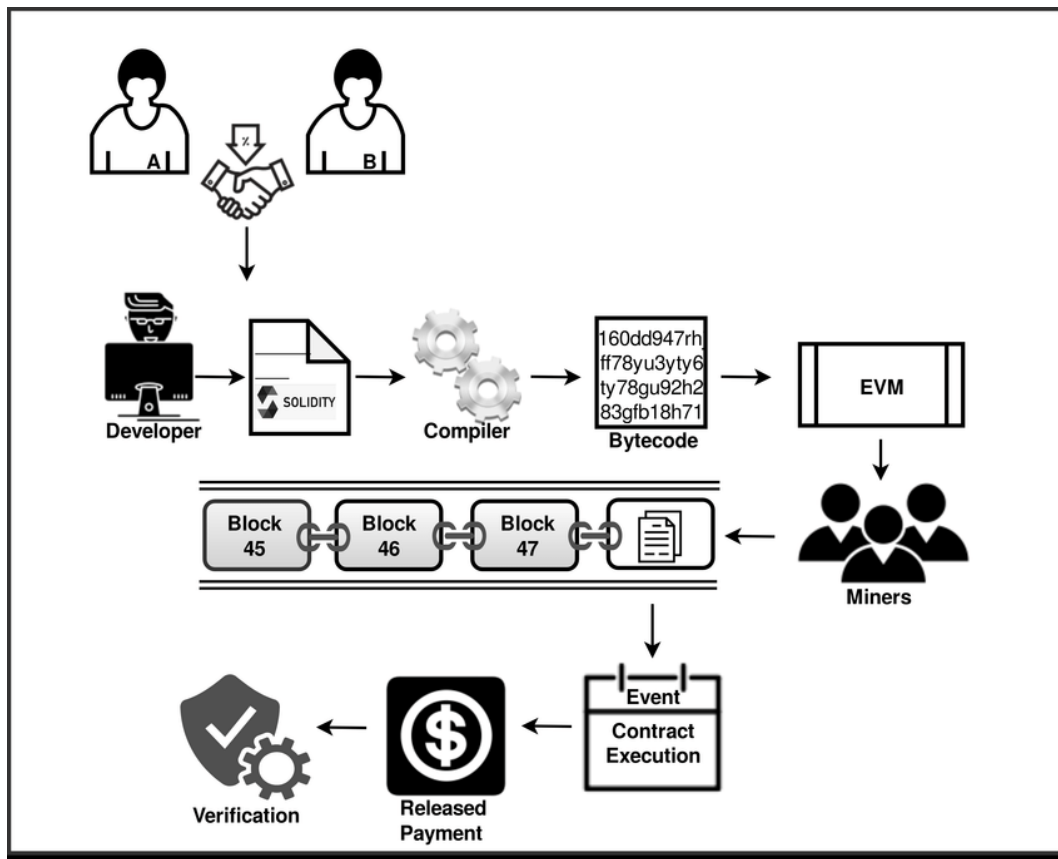 A
B
%
Developer
SOLIDITY
Compiler
160dd947rh
ff78yu3yty6
ty78gu92h2
83gfb18h71
Bytecode
EVM
Block
45
Block
46
Block
47
Miners
Event
Contract
Execution
Released
Payment
Verification